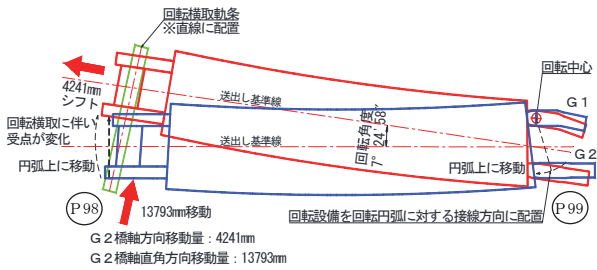 回転横取軌条
※直線に配置
4241mm
シフト
回転横取に伴い
受点が変化
円弧上に移動
送出し基準線
送出し基準線
回転角度
7°24′58″
回転中心
G1
G2
円弧上に移動
P98
P99
13793mm移動
回転設備を回転円弧に対する接線方向に配置
G2橋軸方向移動量：4241mm
G2橋軸直角方向移動量：13793mm